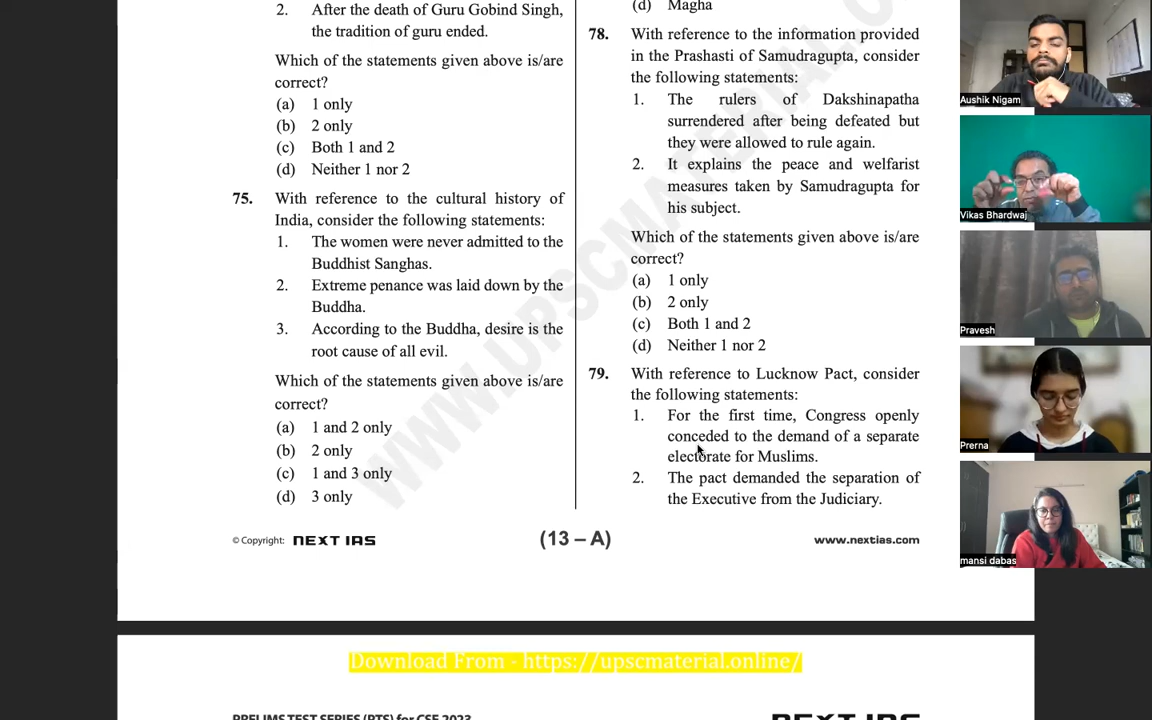 2. After the death of Guru Gobind Singh,
the tradition of guru ended.
Which of the statements given above is/are
correct?
(a) 1 only
(b) 2 only
(c) Both 1 and 2
(d) Neither 1 nor 2
75. With reference to the cultural history of
India, consider the following statements:
1. The women were never admitted to the
Buddhist Sanghas.
2. Extreme penance was laid down by the
Buddha.
3. According to the Buddha, desire is the
root cause of all evil.
Which of the statements given above is/are
correct?
(a) 1 and 2 only
(b) 2 only
(c) 1 and 3 only
(d) 3 only
(d) Magha
78. With reference to the information provided
in the Prashasti of Samudragupta, consider
the following statements:
1. The rulers of Dakshinapatha
surrendered after being defeated but
they were allowed to rule again.
2. It explains the peace and welfarist
measures taken by Samudragupta for
his subject.
Which of the statements given above is/are
correct?
(a) 1 only
(b) 2 only
(c) Both 1 and 2
(d) Neither 1 nor 2
79. With reference to Lucknow Pact, consider
the following statements:
1. For the first time, Congress openly
conceded to the demand of a separate
electorate for Muslims.
2. The pact demanded the separation of
the Executive from the Judiciary.
© Copyright: NEXT IAS
(13 – A)
www.nextias.com
WWW.UPSCMATERIAL.O
Download From - https://upscmaterial.online/
PRELIMS TEST SERIES (PTS) for CSE 2023
NEXT IAS
Aushik Nigam
Vikas Bhardwaj
Pravesh
Prerna
mansi dabas